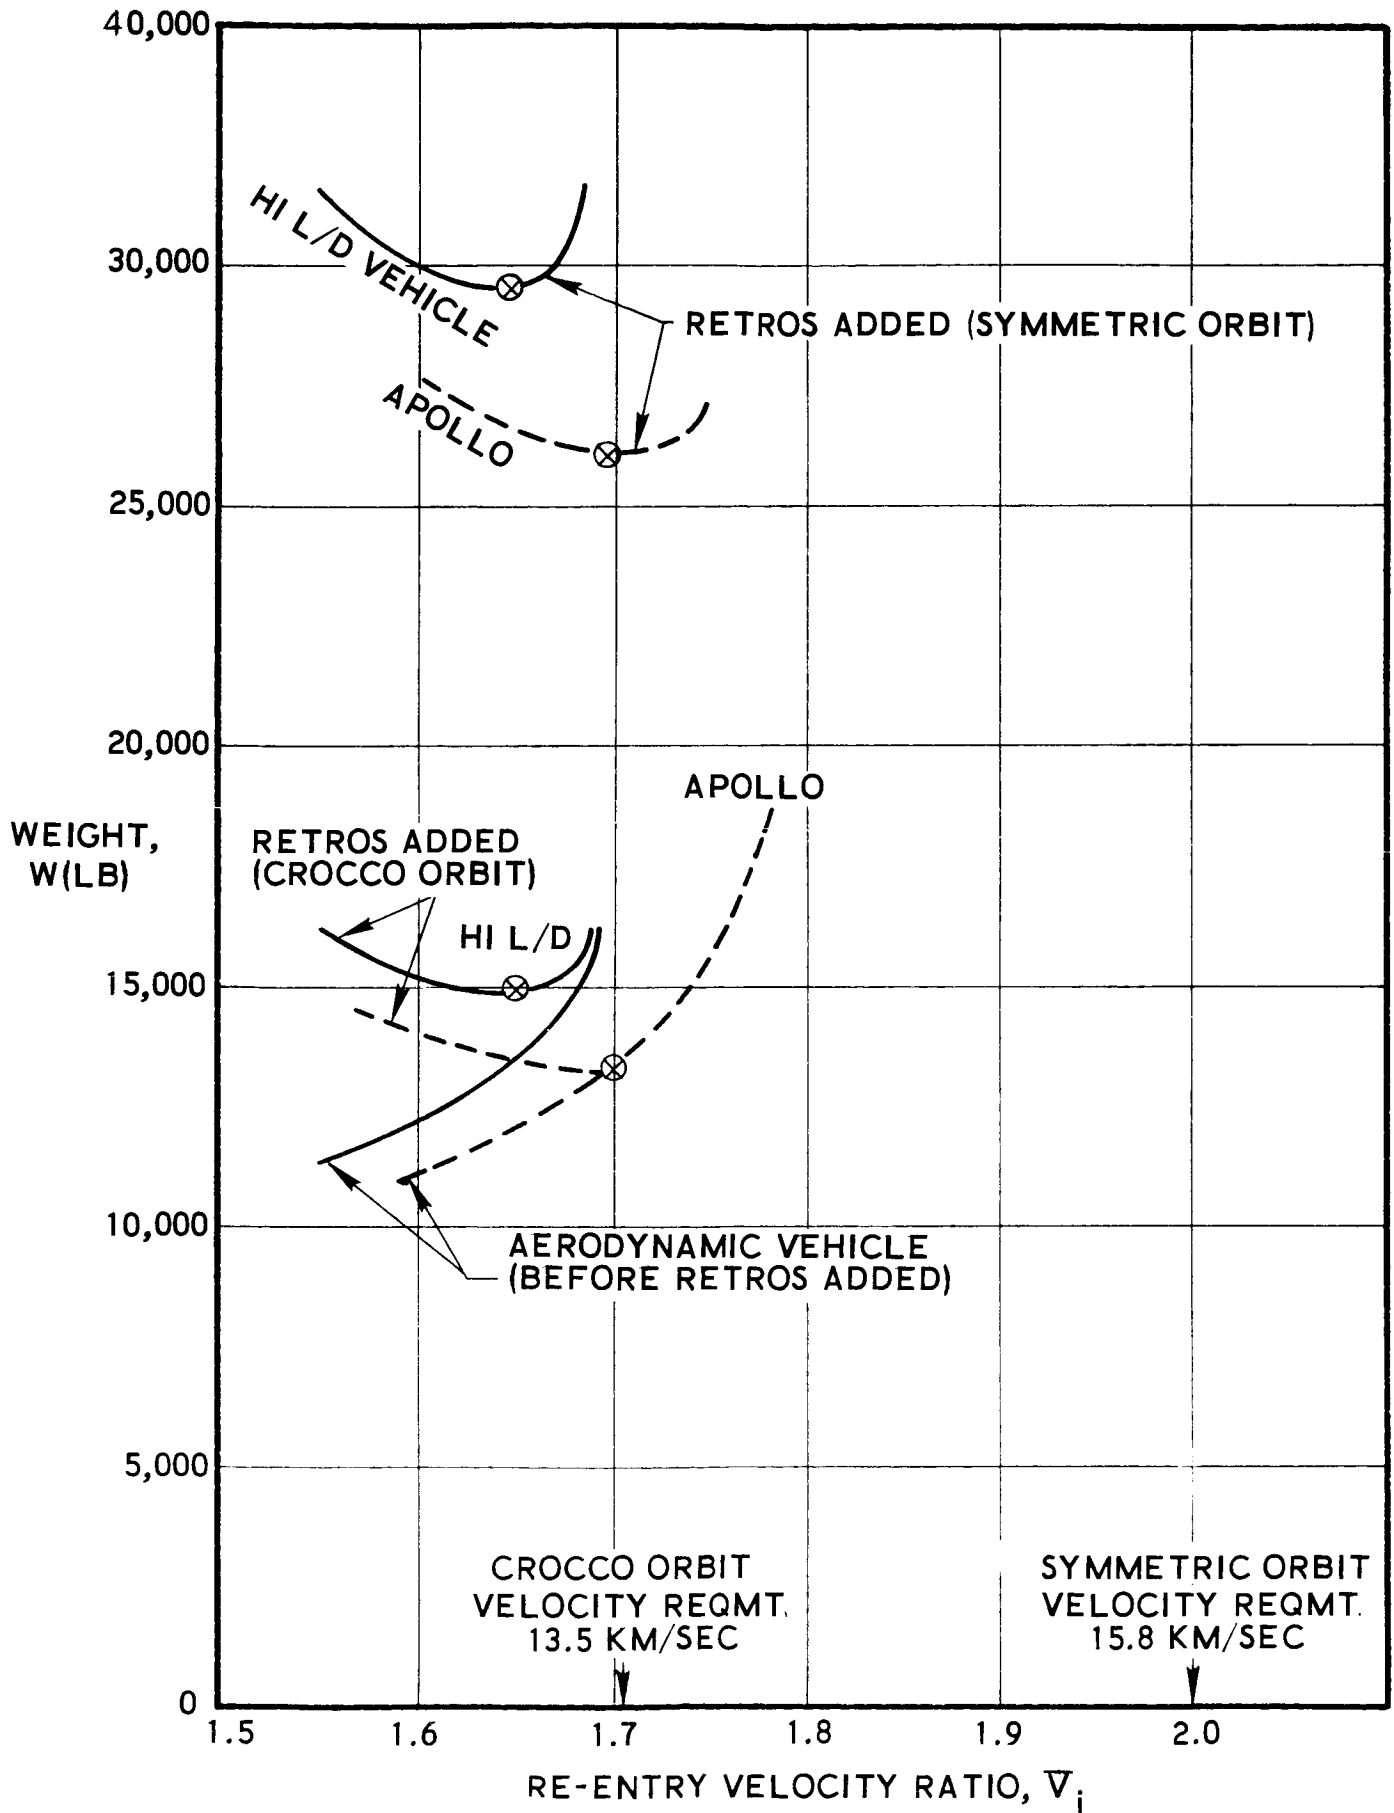 40,000
30,000
25,000
20,000
15,000
10,000
5,000
0
WEIGHT,
W(LB)
HI L/D VEHICLE
APOLLO
RETROS ADDED (SYMMETRIC ORBIT)
APOLLO
RETROS ADDED
(CROCCO ORBIT)
HI L/D
AERODYNAMIC VEHICLE
(BEFORE RETROS ADDED)
CROCCO ORBIT
VELOCITY REQMT.
13.5 KM/SEC
SYMMETRIC ORBIT
VELOCITY REQMT.
15.8 KM/SEC
1.5 1.6 1.7 1.8 1.9 2.0
RE-ENTRY VELOCITY RATIO, V̅i